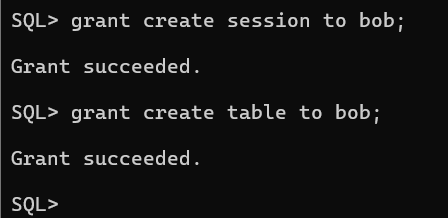 SQL> grant create session to bob;
Grant succeeded.
SQL> grant create table to bob;
Grant succeeded.
SQL>